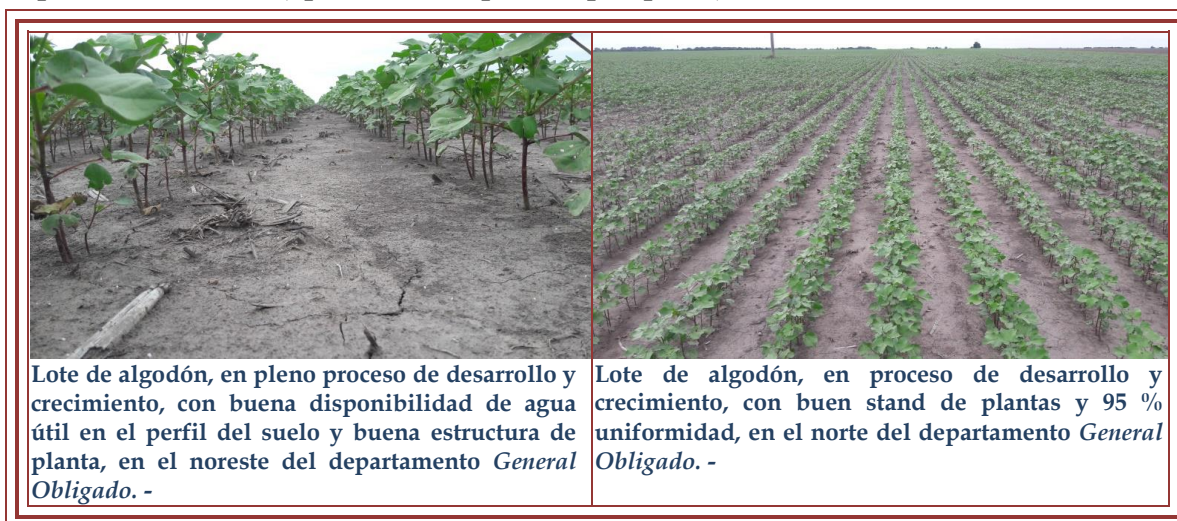 Lote de algodón, en pleno proceso de desarrollo y
crecimiento, con buena disponibilidad de agua
útil en el perfil del suelo y buena estructura de
planta, en el noreste del departamento General
Obligado. -
Lote de algodón, en proceso de desarrollo y
crecimiento, con buen stand de plantas y 95 %
uniformidad, en el norte del departamento General
Obligado. -